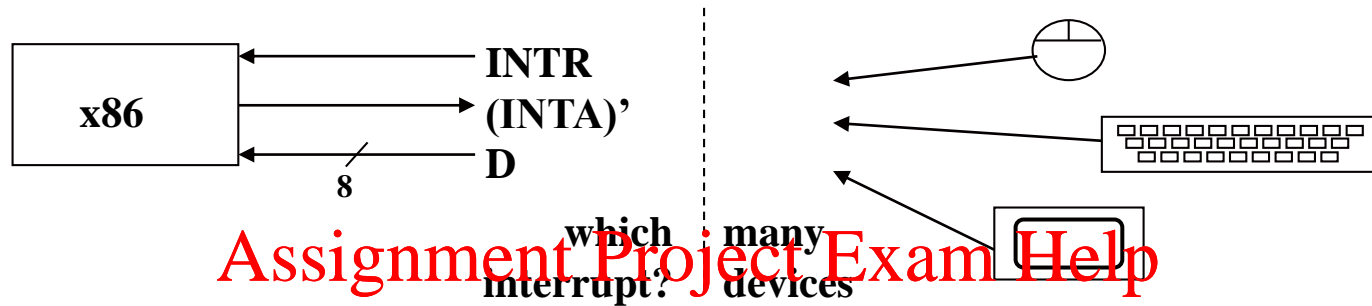 INTR
x86
(INTA)’
D
8
which many
Assignment Project Exam Help
interrupt? devices